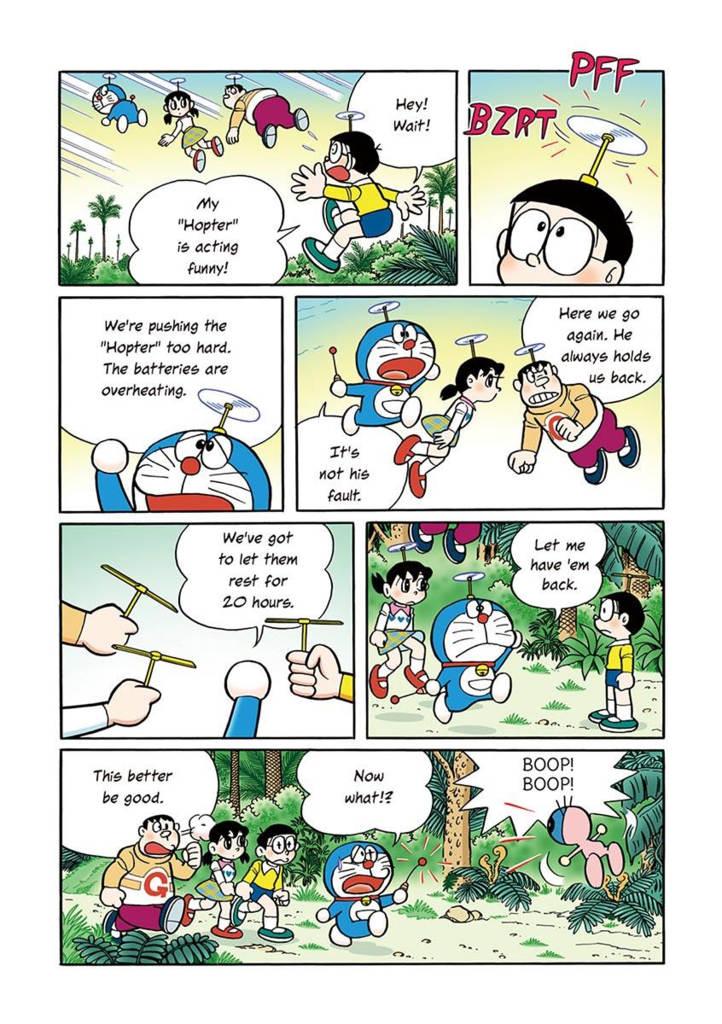 Hey!
Wait!
My
"Hopter"
is acting
funny!
PFF
BZRT
We're pushing the
"Hopter" too hard.
The batteries are
overheating.
Here we go
again. He
always holds
us back.
It's
not his
fault.
We've got
to let them
rest for
20 hours.
Let me
have 'em
back.
This better
be good.
G
Now
what!?
BOOP!
BOOP!